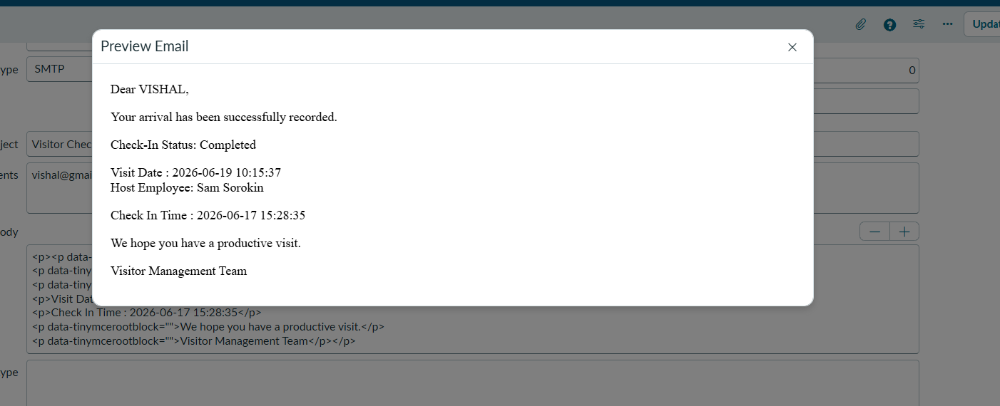 Updat
Preview Email
ype
SMTP
0
Dear VISHAL,
Your arrival has been successfully recorded.
Check-In Status: Completed
ject
Visitor Chec
Visit Date : 2026-06-19 10:15:37
ents
vishal@gmai
Host Employee: Sam Sorokin
Check In Time : 2026-06-17 15:28:35
ody
We hope you have a productive visit.
<p><p data-
<p data-tiny
Visitor Management Team
<p data-tiny
<p>Visit Dat
<p>Check In Time : 2026-06-17 15:28:35</p>
<p data-tinymcerootblock="">We hope you have a productive visit.</p>
<p data-tinymcerootblock="">Visitor Management Team</p></p>
ype